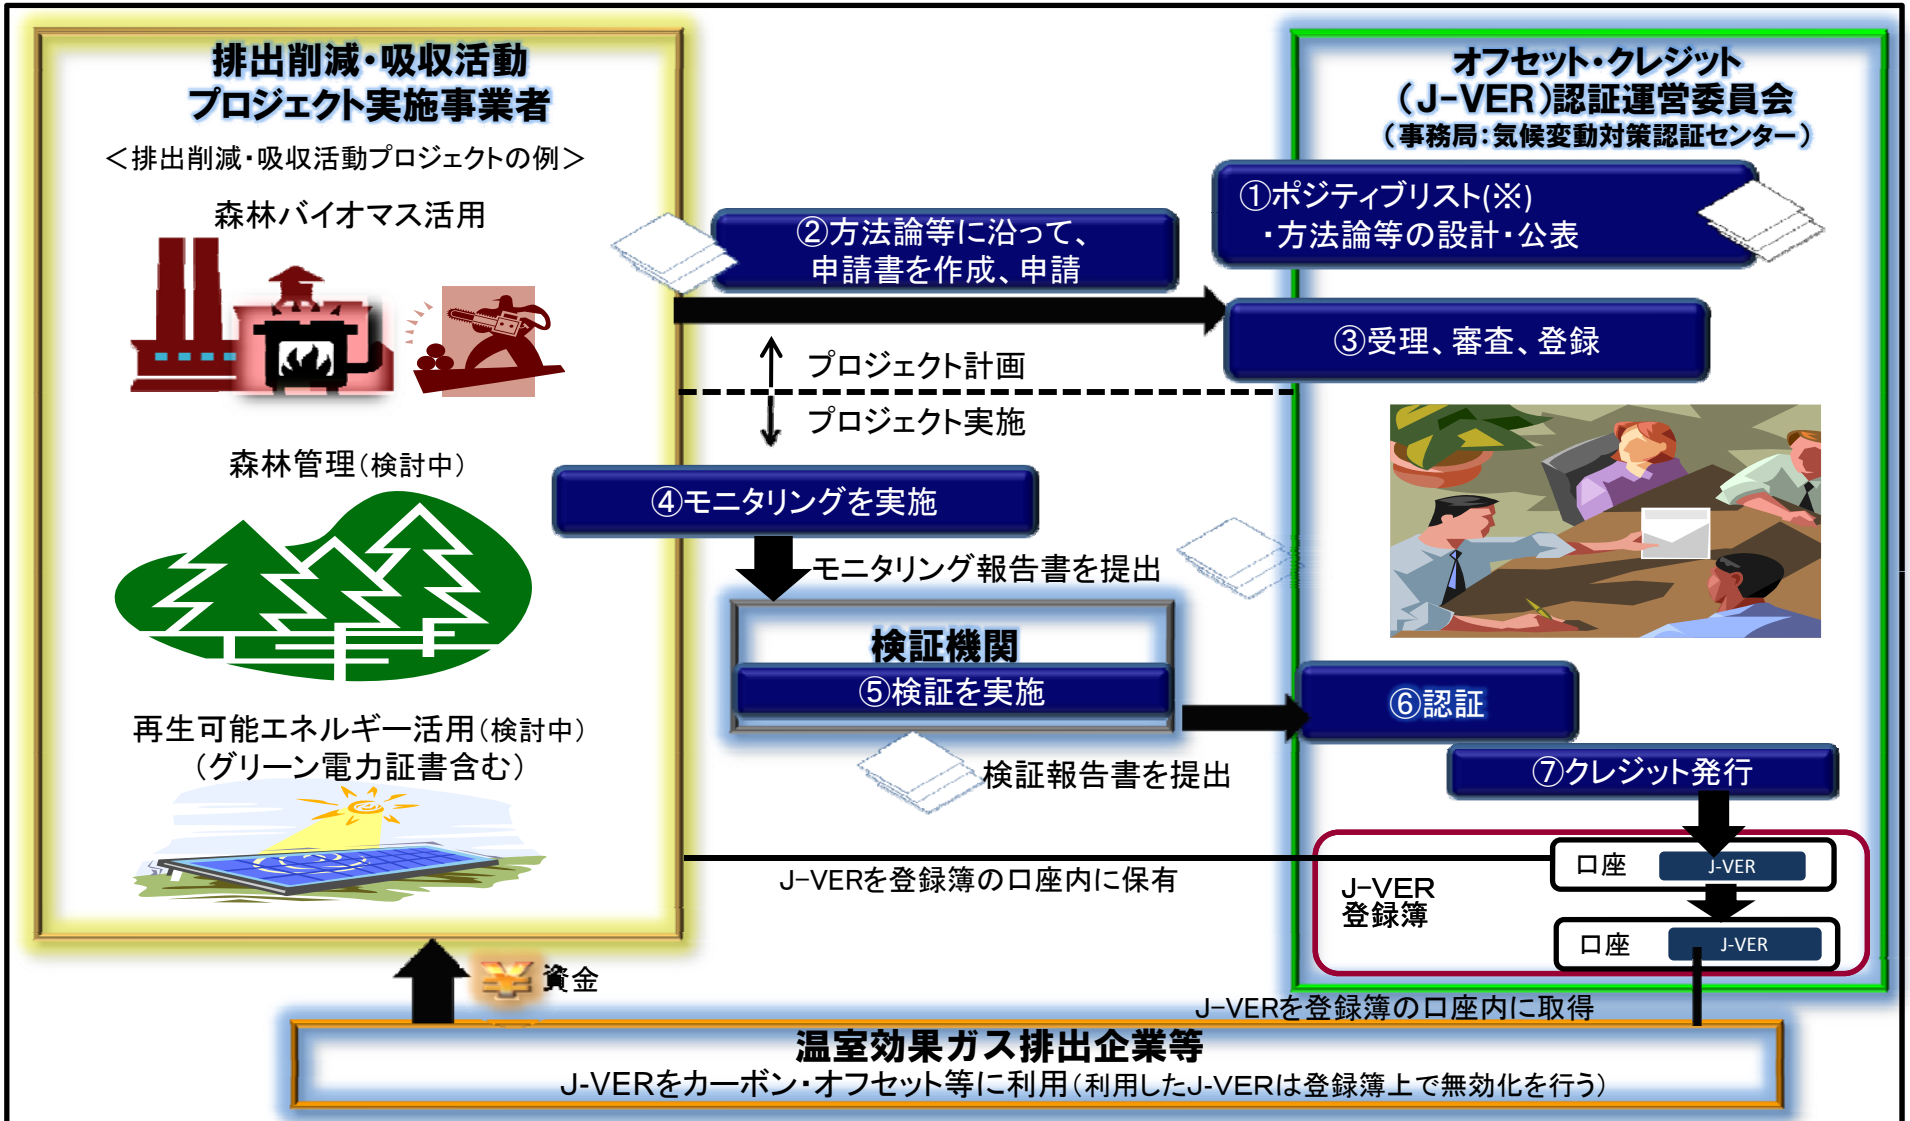 排出削減・吸収活動
プロジェクト実施事業者
＜排出削減・吸収活動プロジェクトの例＞
森林バイオマス活用
森林管理（検討中）
再生可能エネルギー活用（検討中）
（グリーン電力証書含む）
オフセット・クレジット
（J-VER）認証運営委員会
（事務局：気候変動対策認証センター）
①ポジティブリスト(※)
・方法論等の設計・公表
②方法論等に沿って、
申請書を作成、申請
③受理、審査、登録
プロジェクト計画
プロジェクト実施
④モニタリングを実施
モニタリング報告書を提出
検証機関
⑤検証を実施
検証報告書を提出
⑥認証
⑦クレジット発行
J-VERを登録簿の口座内に保有
J-VER
登録簿
口座 J-VER
口座 J-VER
資金
J-VERを登録簿の口座内に取得
温室効果ガス排出企業等
J-VERをカーボン・オフセット等に利用（利用したJ-VERは登録簿上で無効化を行う）